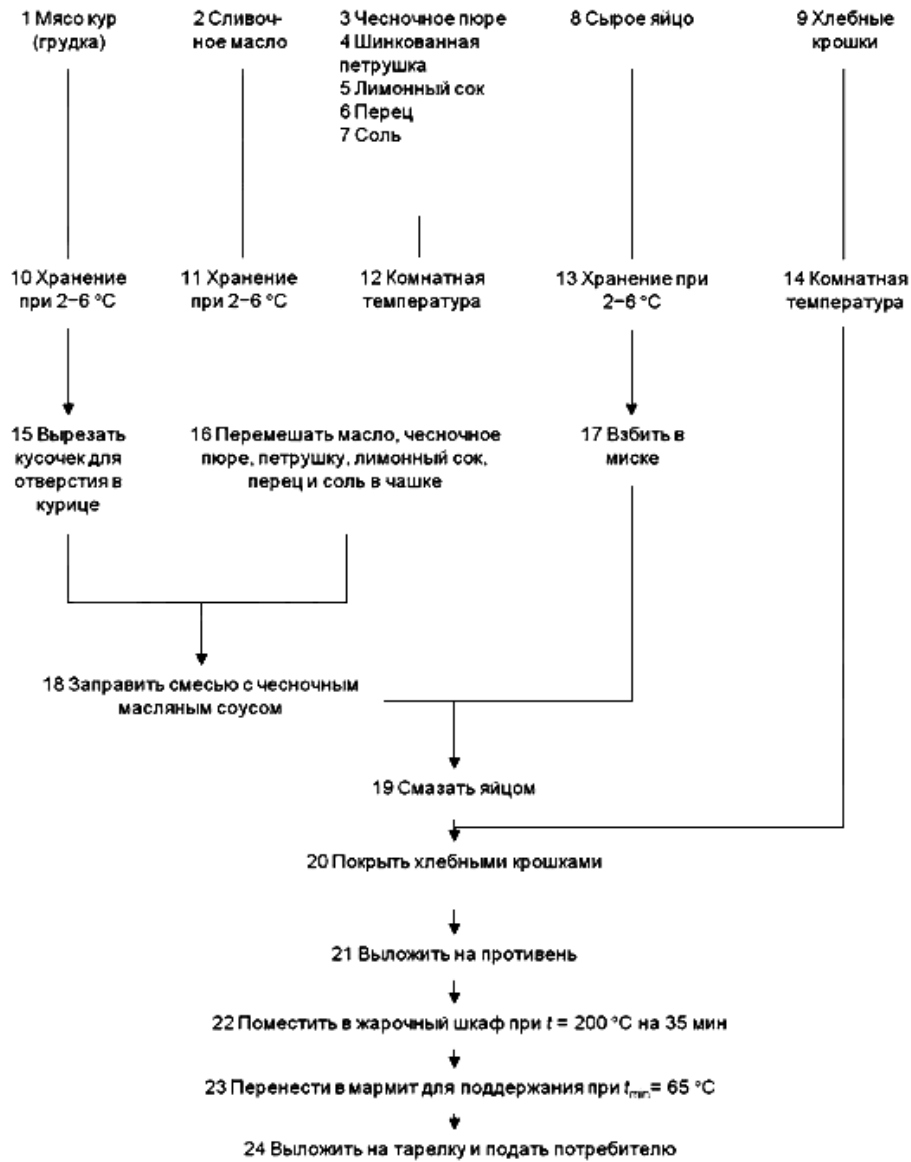 1 Мясо кур
(грудка)
2 Сливоч-
ное масло
3 Чесночное пюре
4 Шинкованная
петрушка
5 Лимонный сок
6 Перец
7 Соль
8 Сырое яйцо
9 Хлебные
крошки
10 Хранение
при 2–6 °C
11 Хранение
при 2–6 °C
12 Комнатная
температура
13 Хранение при
2–6 °C
14 Комнатная
температура
15 Вырезать
кусочек для
отверстия в
курице
16 Перемешать масло, чесночное
пюре, петрушку, лимонный сок,
перец и соль в чашке
17 Взбить в
миске
18 Заправить смесью с чесночным
масляным соусом
19 Смазать яйцом
20 Покрыть хлебными крошками
21 Выложить на противень
22 Поместить в жарочный шкаф при t = 200 °C на 35 мин
23 Перенести в мармит для поддержания при tmin = 65 °C
24 Выложить на тарелку и подать потребителю